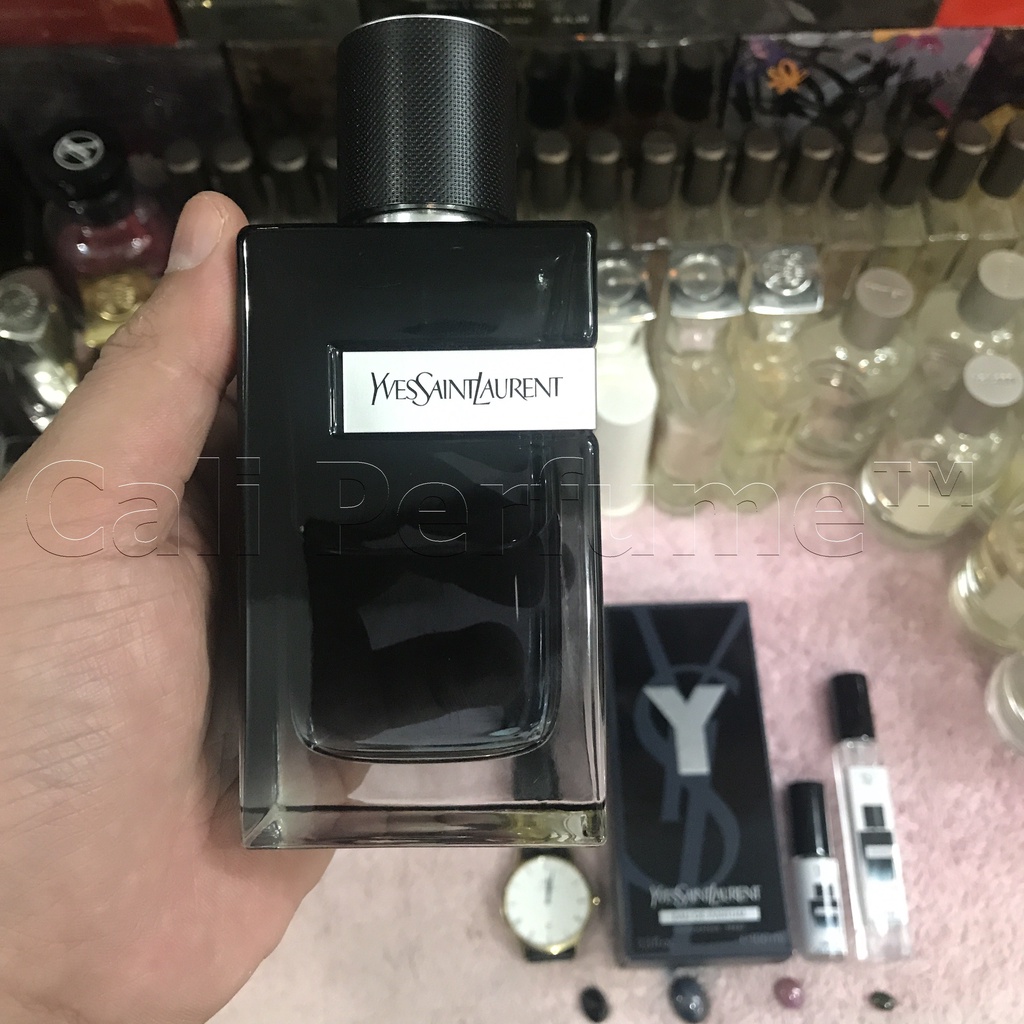 YVESSAINTLAURENT
Cali Perfume™
Y
YVESSAINTLAURENT